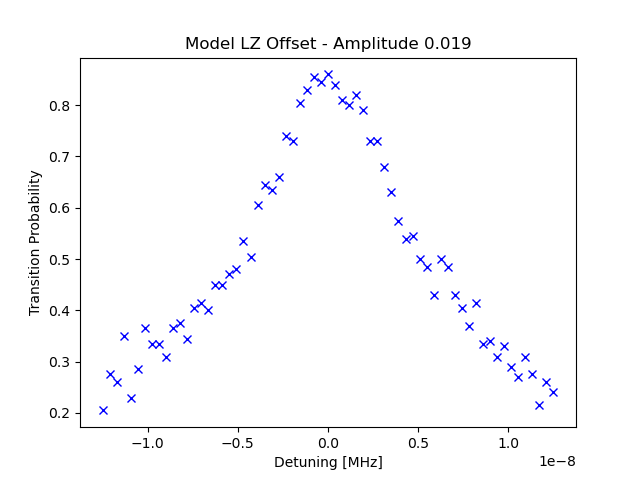 Model LZ Offset - Amplitude 0.019
Transition Probability
0.8
0.7
0.6
0.5
0.4
0.3
0.2
−1.0 −0.5 0.0 0.5 1.0
Detuning [MHz]
1e−8